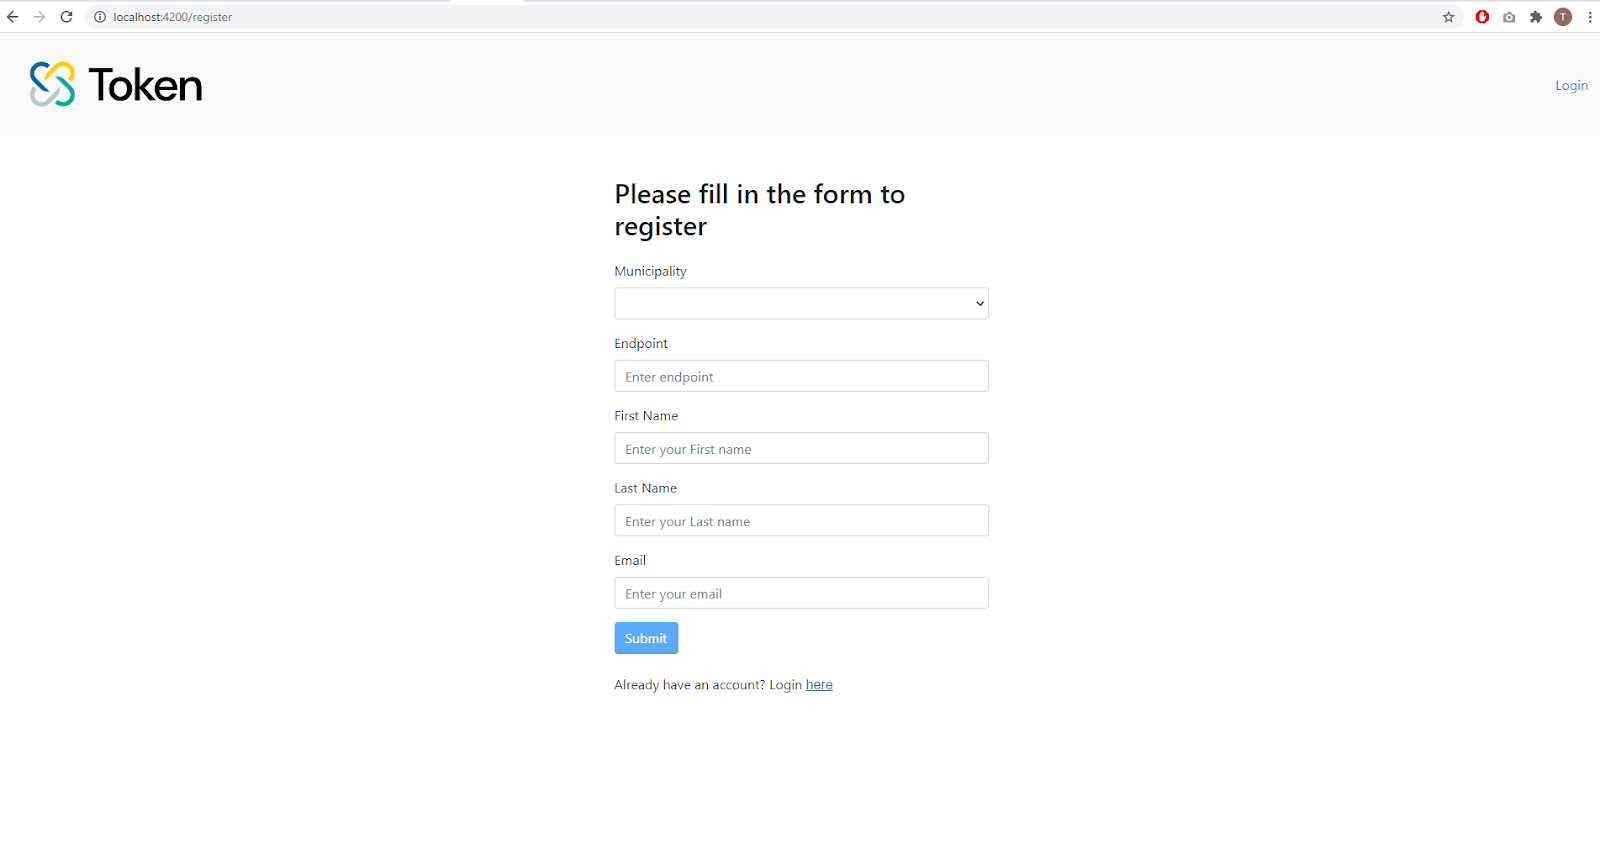 localhost:4200/register
T
Token
Login
Please fill in the form to
register
Municipality
Endpoint
Enter endpoint
First Name
Enter your First name
Last Name
Enter your Last name
Email
Enter your email
Submit
Already have an account? Login here